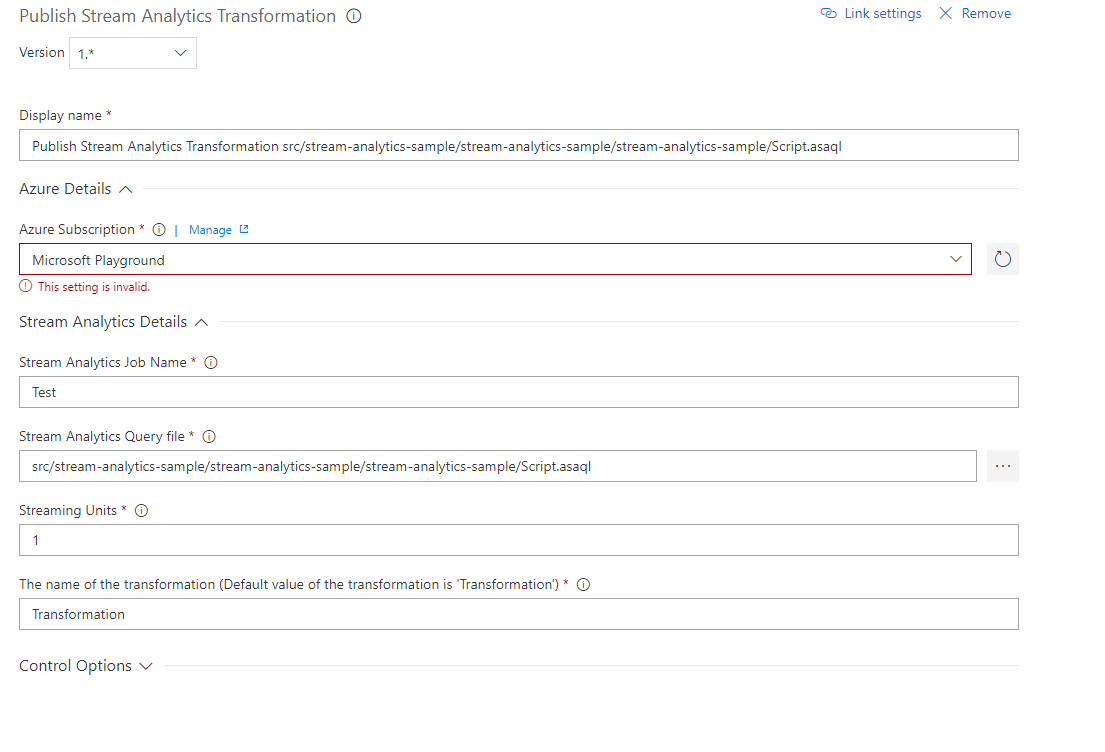 Publish Stream Analytics Transformation
Link settings
Remove
Version 1.*
Display name *
Publish Stream Analytics Transformation src/stream-analytics-sample/stream-analytics-sample/stream-analytics-sample/Script.asaql
Azure Details
Azure Subscription * | Manage
Microsoft Playground
This setting is invalid.
Stream Analytics Details
Stream Analytics Job Name *
Test
Stream Analytics Query file *
src/stream-analytics-sample/stream-analytics-sample/stream-analytics-sample/Script.asaql
...
Streaming Units *
1
The name of the transformation (Default value of the transformation is 'Transformation') *
Transformation
Control Options